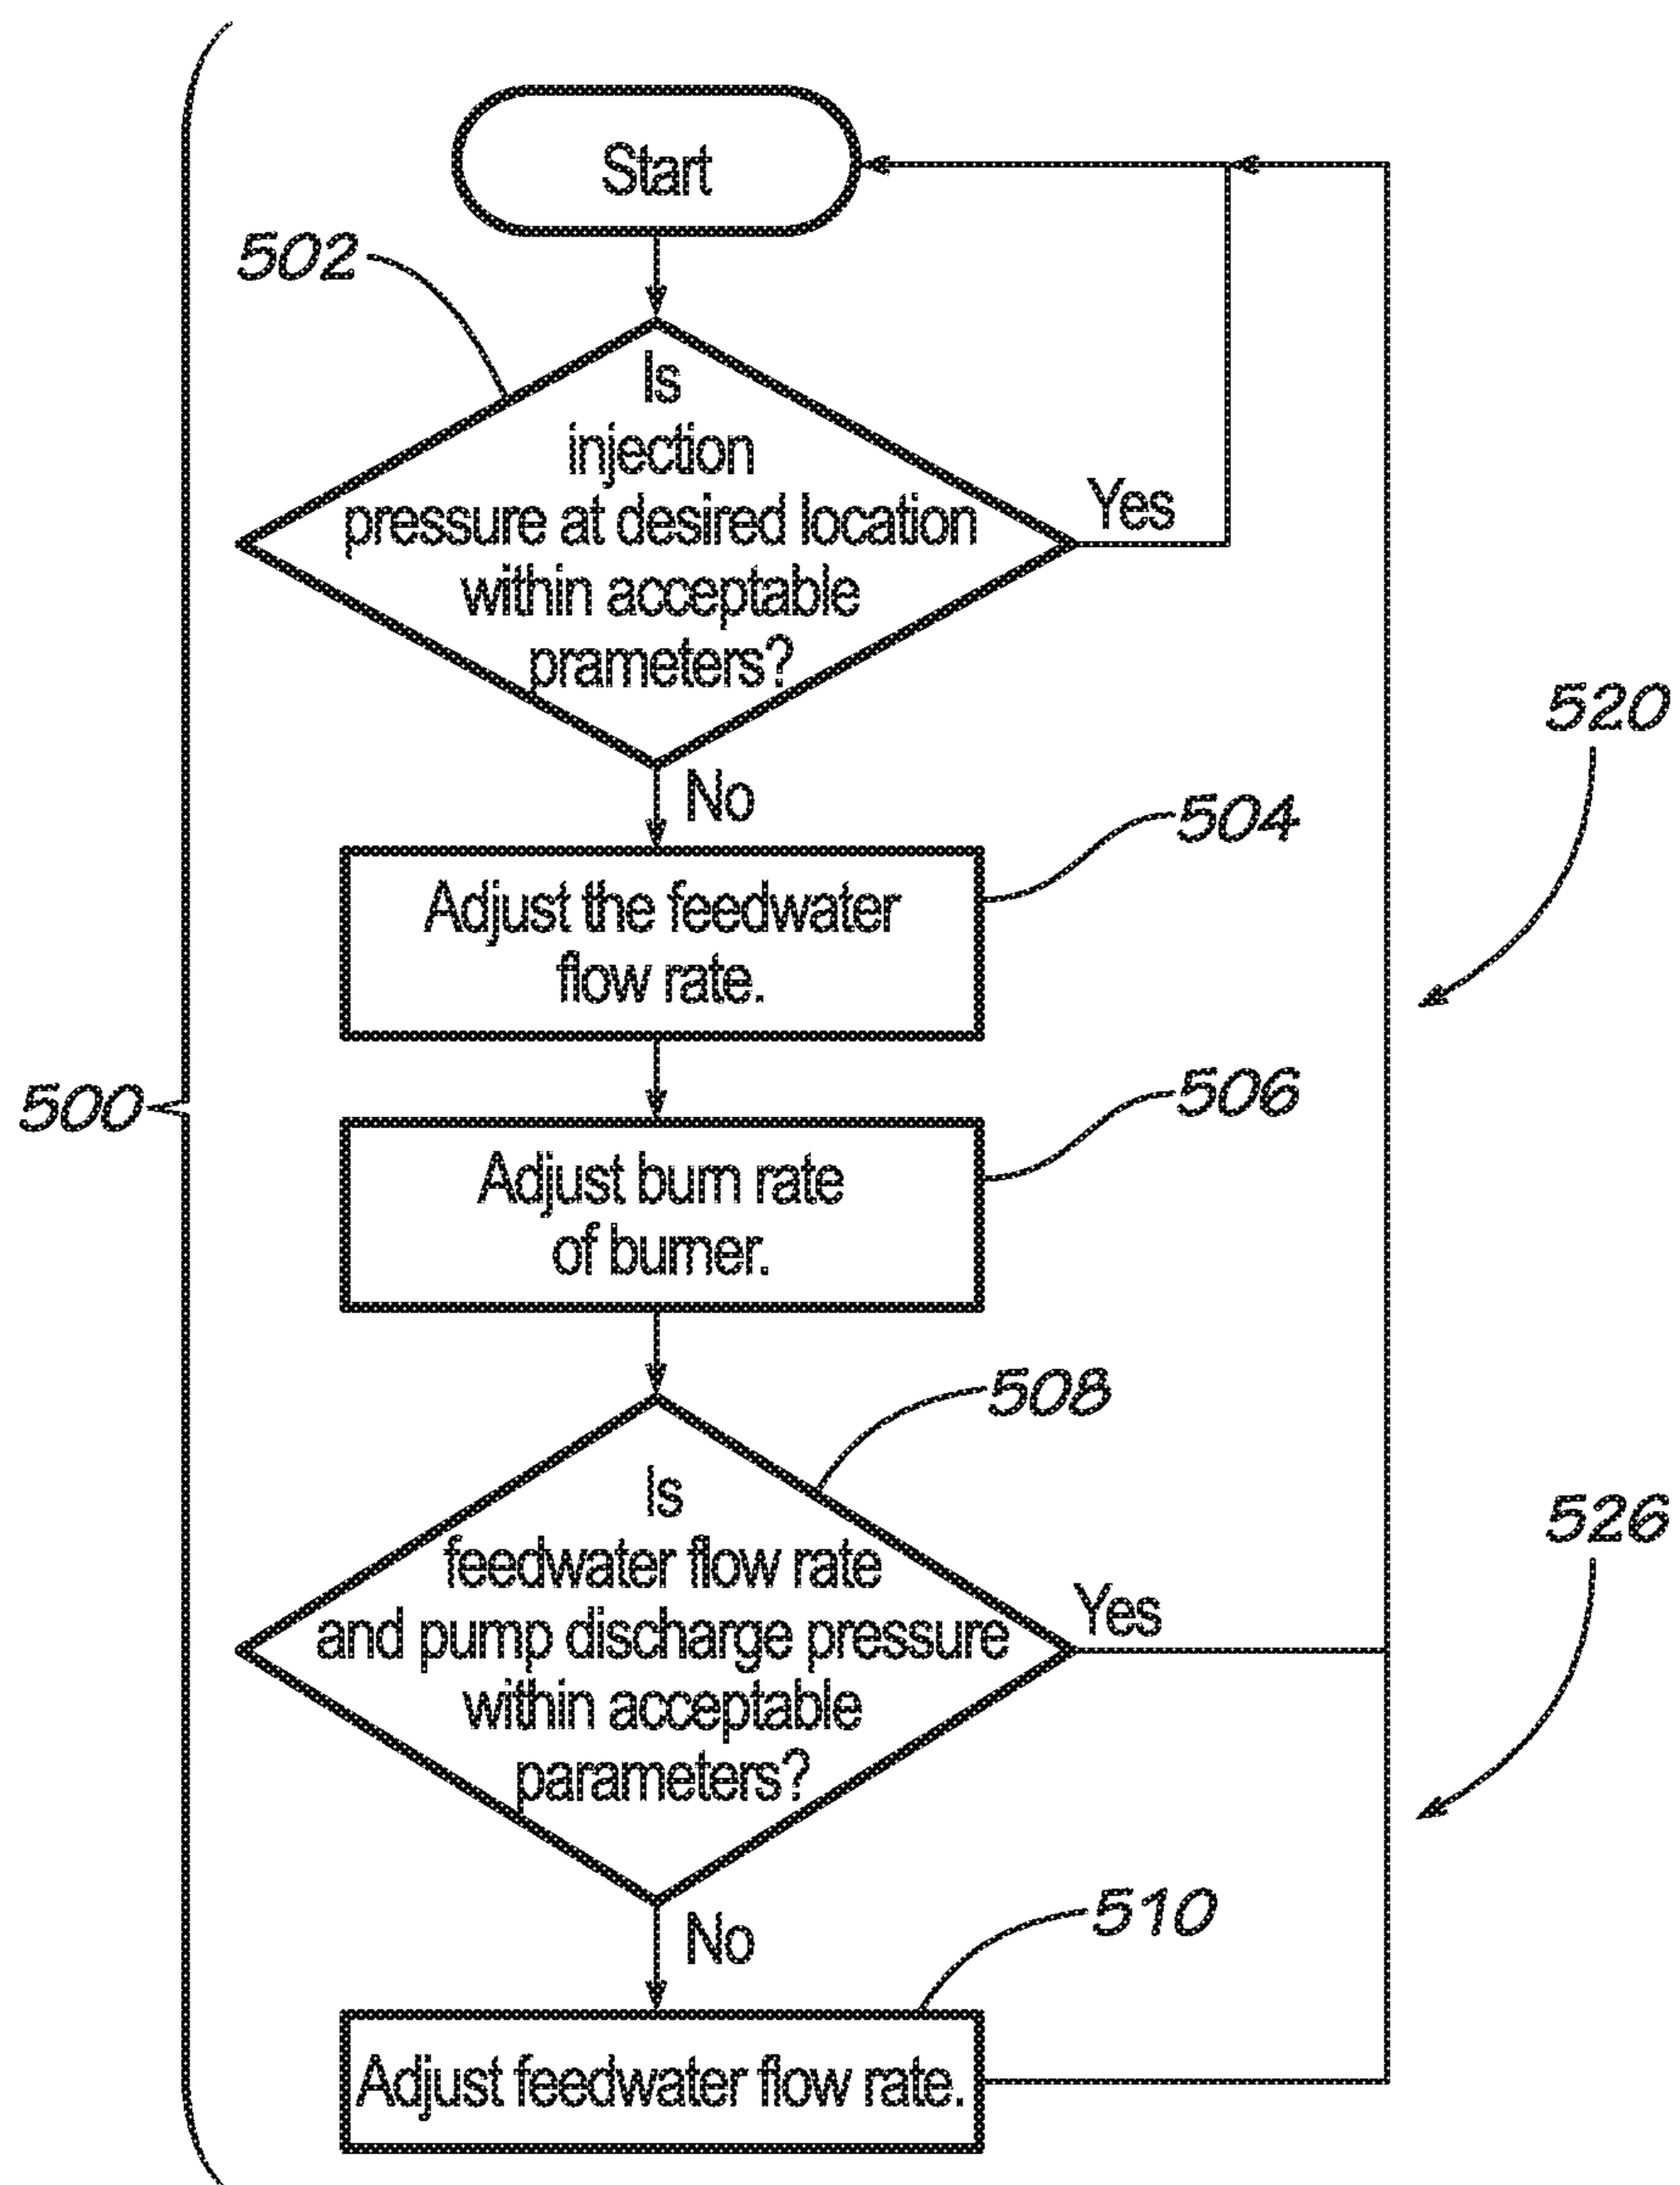 Start
502
Is
injection
pressure at desired location
within acceptable
prameters?
Yes
520
No
504
Adjust the feedwater
flow rate.
500
506
Adjust burn rate
of burner.
508
Is
feedwater flow rate
and pump discharge pressure
within acceptable
parameters?
Yes
526
No
510
Adjust feedwater flow rate.